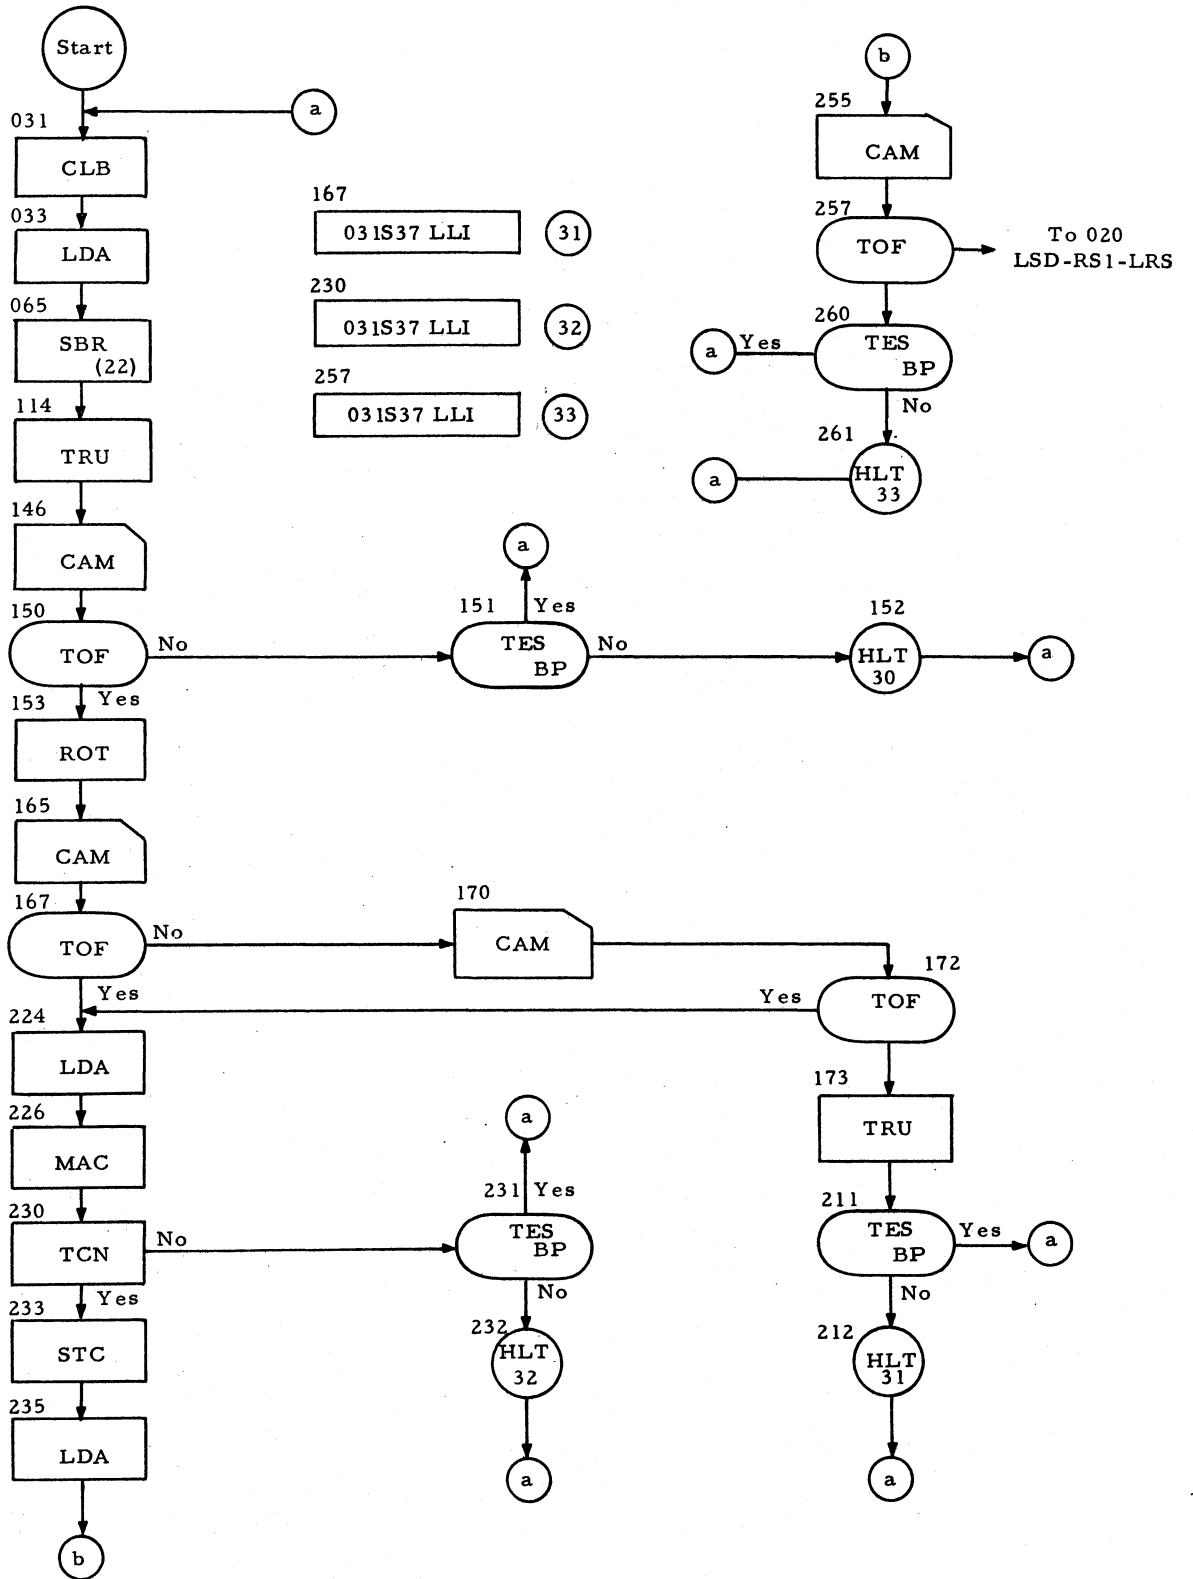 Start
a
031
CLB
033
LDA
065
SBR
(22)
114
TRU
146
CAM
150
TOF
No
Yes
151
TES
BP
Yes
a
No
152
HLT
30
a
153
ROT
165
CAM
167
TOF
No
Yes
170
CAM
172
TOF
Yes
173
TRU
211
TES
BP
Yes
a
No
212
HLT
31
a
224
LDA
226
MAC
230
TCN
No
Yes
231
TES
BP
Yes
a
No
232
HLT
32
a
233
STC
235
LDA
b
167
031S37 LLI
31
230
031S37 LLI
32
257
031S37 LLI
33
b
255
CAM
257
TOF
To 020
LSD-RS1-LRS
260
TES
BP
Yes
a
No
261
HLT
33
a